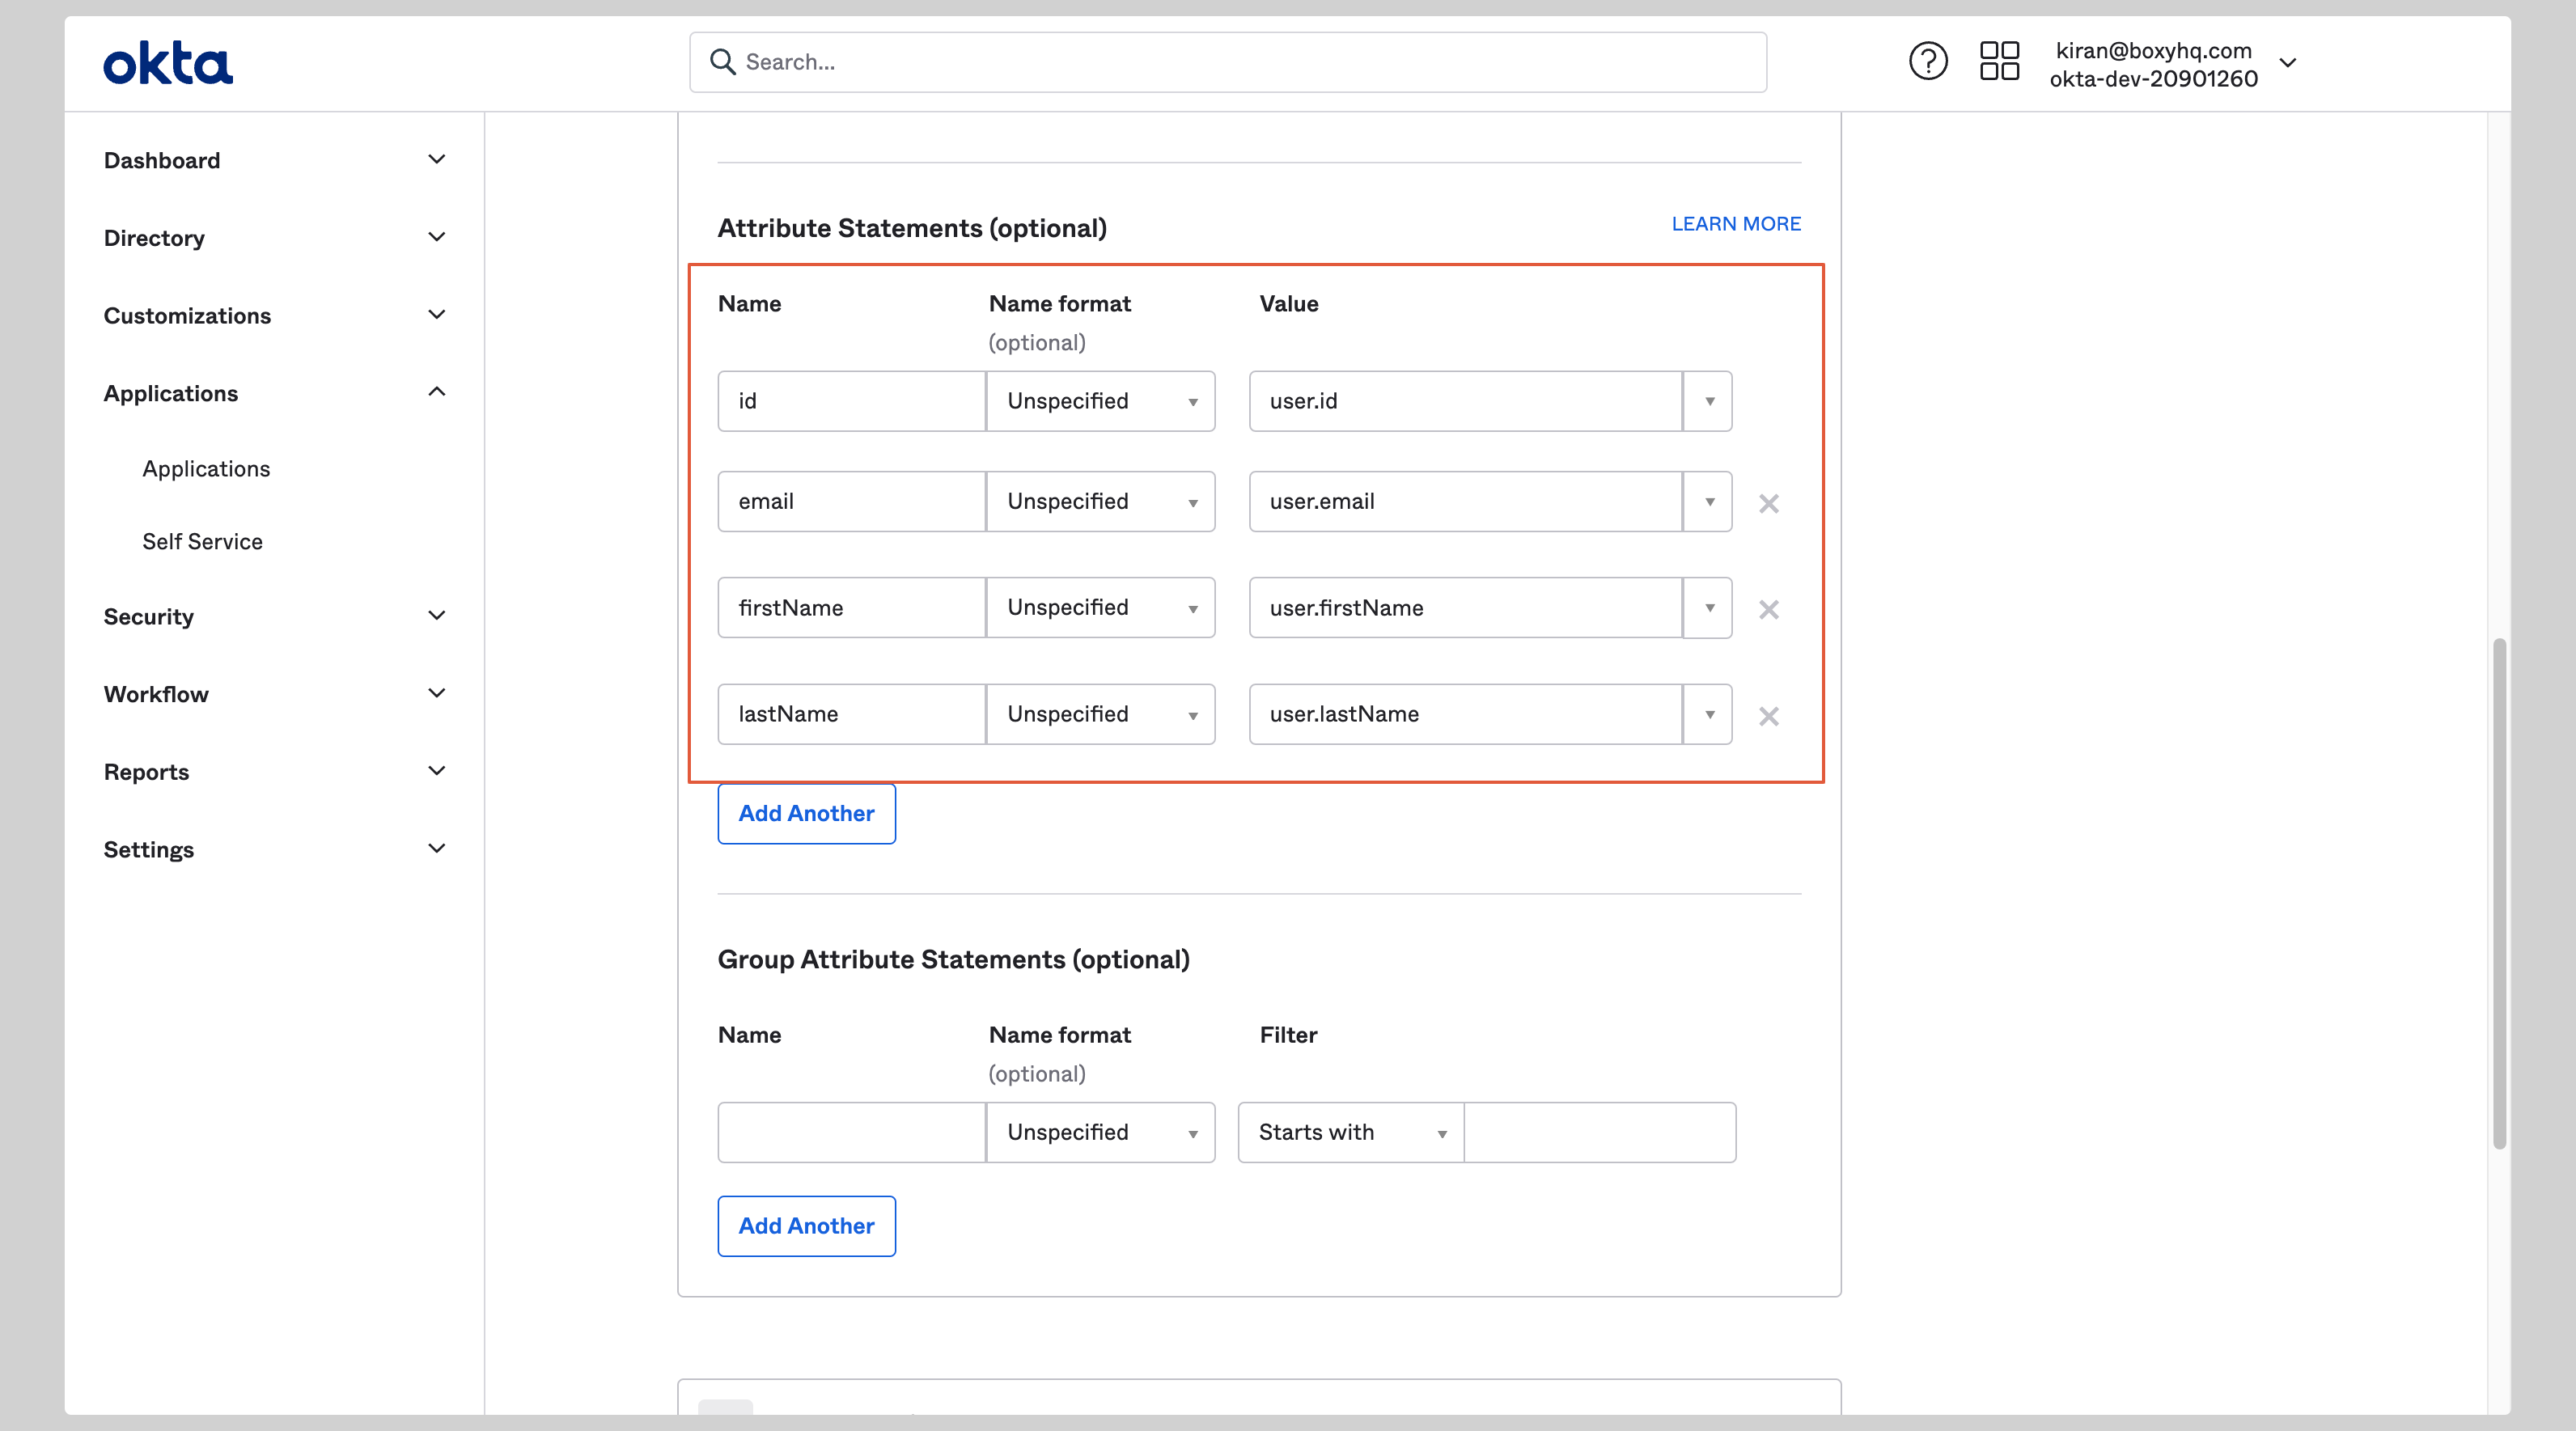 okta
Search...
kiran@boxyhq.com
okta-dev-20901260
Dashboard
Directory
Customizations
Applications
Applications
Self Service
Security
Workflow
Reports
Settings
Attribute Statements (optional)
LEARN MORE
Name Name format Value
(optional)
id Unspecified user.id
email Unspecified user.email
firstName Unspecified user.firstName
lastName Unspecified user.lastName
Add Another
Group Attribute Statements (optional)
Name Name format Filter
(optional)
Unspecified Starts with
Add Another